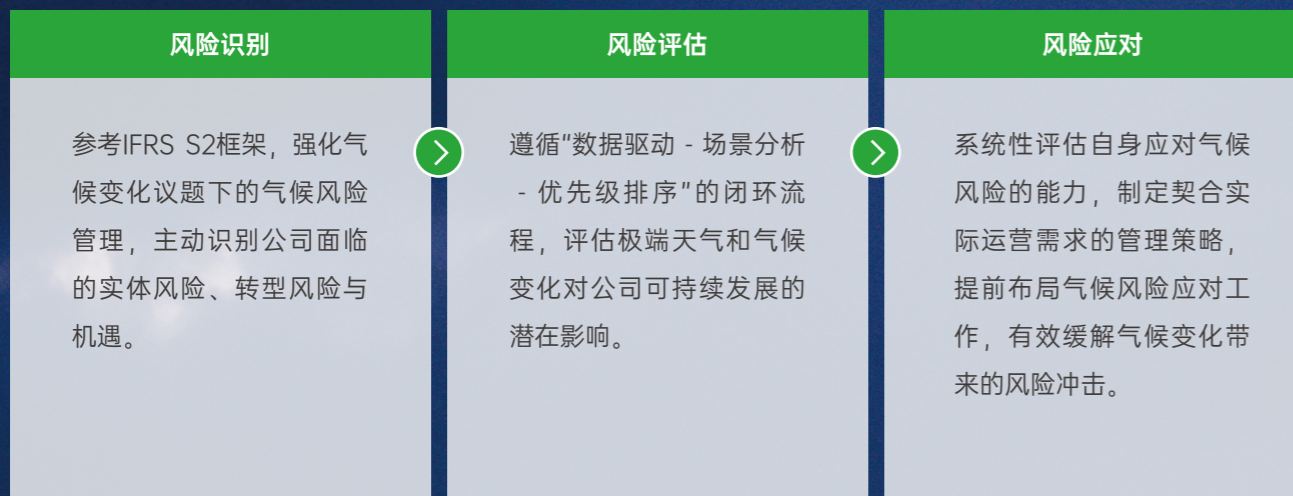 风险识别
参考IFRS S2框架，强化气
候变化议题下的气候风险
管理，主动识别公司面临
的实体风险、转型风险与
机遇。
风险评估
遵循"数据驱动 - 场景分析
- 优先级排序"的闭环流
程，评估极端天气和气候
变化对公司可持续发展的
潜在影响。
风险应对
系统性评估自身应对气候
风险的能力，制定契合实
际运营需求的管理策略，
提前布局气候风险应对工
作，有效缓解气候变化带
来的风险冲击。